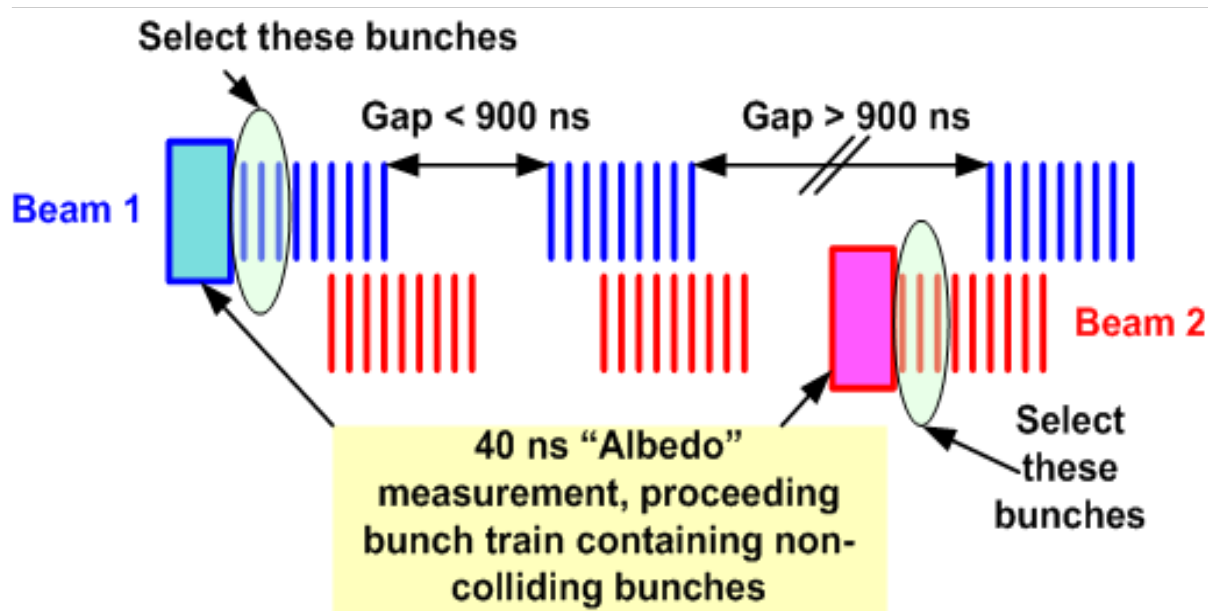 Select these bunches
Gap < 900 ns
Gap > 900 ns
Beam 1
Beam 2
40 ns “Albedo”
measurement, proceeding
bunch train containing non-
colliding bunches
Select
these
bunches